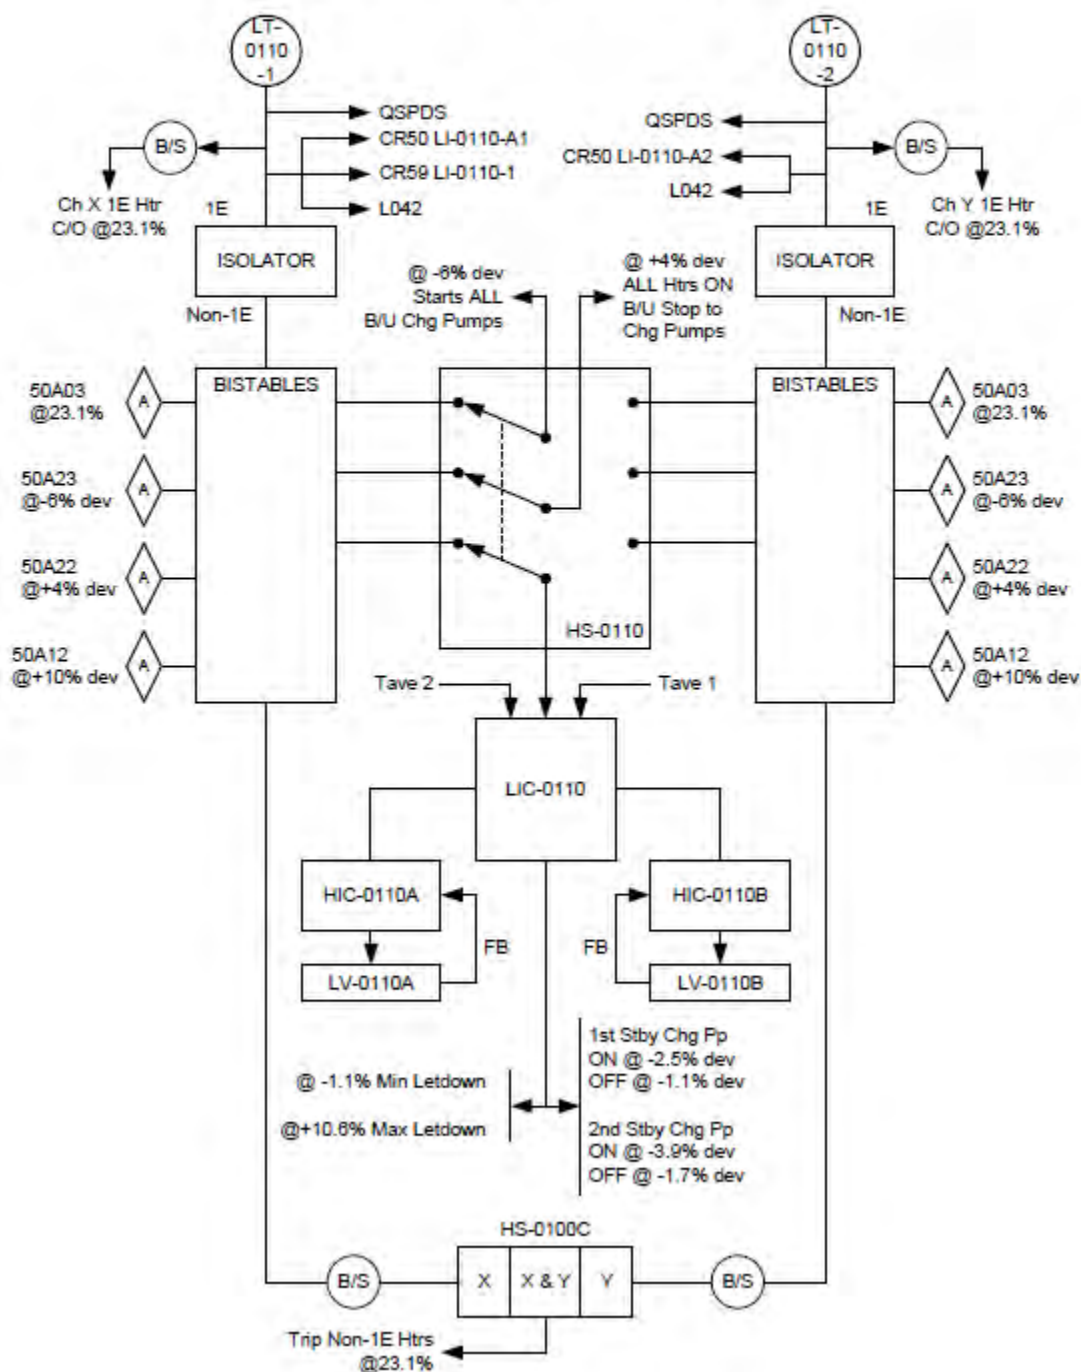 LT-
0110
-1
LT-
0110
-2
QSPDS
CR50 LI-0110-A1
CR59 LI-0110-1
L042
QSPDS
CR50 LI-0110-A2
L042
B/S
B/S
Ch X 1E Htr
C/O @23.1%
1E
Ch Y 1E Htr
C/O @23.1%
1E
ISOLATOR
ISOLATOR
Non-1E
Non-1E
@ -6% dev
Starts ALL
B/U Chg Pumps
@ +4% dev
ALL Htrs ON
B/U Stop to
Chg Pumps
BISTABLES
BISTABLES
50A03
@23.1%
A
50A23
@-6% dev
A
50A22
@+4% dev
A
50A12
@+10% dev
A
A
50A03
@23.1%
A
50A23
@-6% dev
A
50A22
@+4% dev
A
50A12
@+10% dev
HS-0110
Tave 2
Tave 1
LIC-0110
HIC-0110A
HIC-0110B
FB
FB
LV-0110A
LV-0110B
@ -1.1% Min Letdown
@+10.6% Max Letdown
1st Stby Chg Pp
ON @ -2.5% dev
OFF @ -1.1% dev
2nd Stby Chg Pp
ON @ -3.9% dev
OFF @ -1.7% dev
HS-0100C
B/S
X
X & Y
Y
B/S
Trip Non-1E Htrs
@23.1%